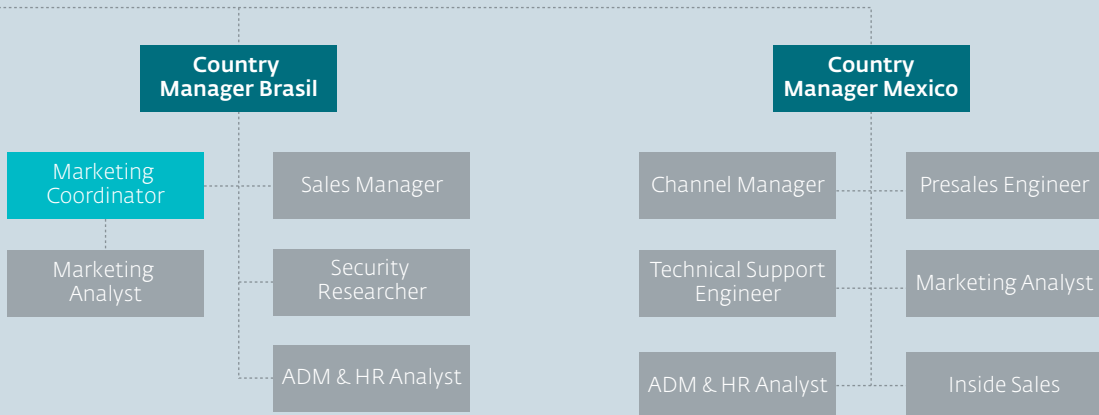 Country
Manager Brasil
Country
Manager Mexico
Marketing
Coordinator
Sales Manager
Channel Manager
Presales Engineer
Marketing
Analyst
Security
Researcher
Technical Support
Engineer
Marketing Analyst
ADM & HR Analyst
ADM & HR Analyst
Inside Sales